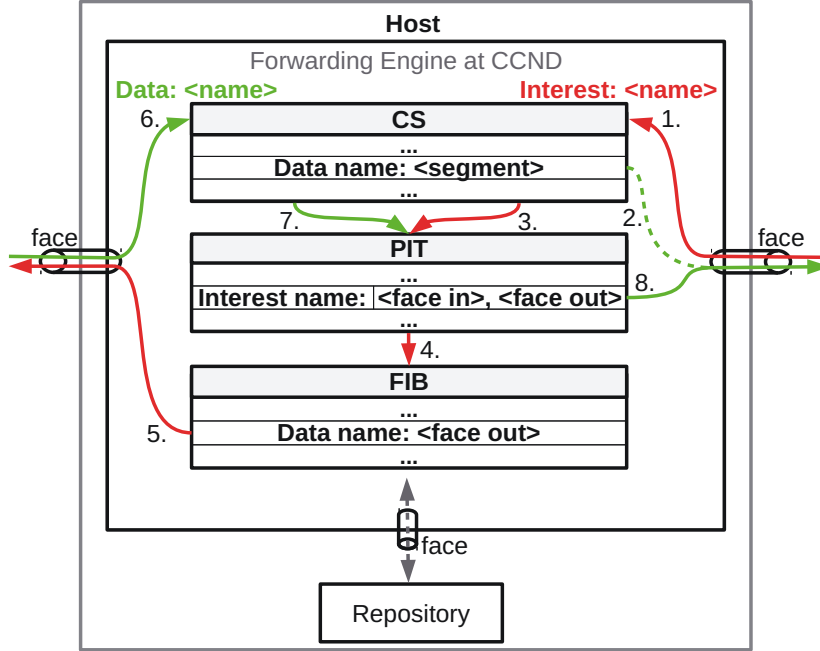 Host
Forwarding Engine at CCND
Data: <name>
Interest: <name>
6.
CS
1.
...
Data name: <segment>
...
7.
3.
2.
face
face
PIT
...
8.
Interest name: <face in>, <face out>
...
4.
FIB
...
5.
Data name: <face out>
...
face
Repository